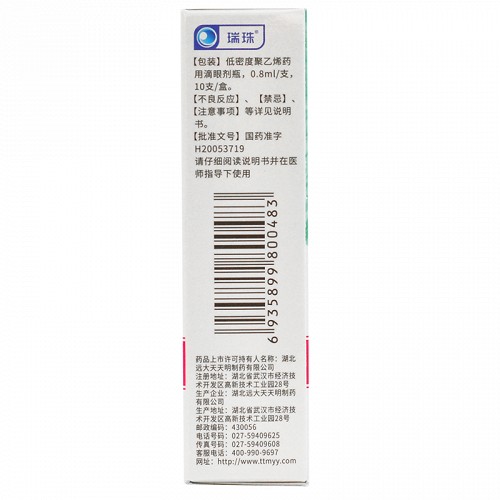 瑞珠
【包装】低密度聚乙烯药
用滴眼剂瓶，0.8ml/支，
10支/盒。
【不良反应】、【禁忌】、
【注意事项】等详见说明
书。
【批准文号】国药准字
H20053719
请仔细阅读说明书并在医
师指导下使用
6935899800483
药品上市许可持有人名称：湖北
远大天天明制药有限公司
注册地址：湖北省武汉市经济技
术开发区高新技术工业园28号
生产企业：湖北远大天天明制药
有限公司
生产地址：湖北省武汉市经济技
术开发区高新技术工业园28号
邮政编码：430056
电话号码：027-59409625
传真号码：027-59409608
客服电话：400-990-9697
网址：http://www.ttmyy.com